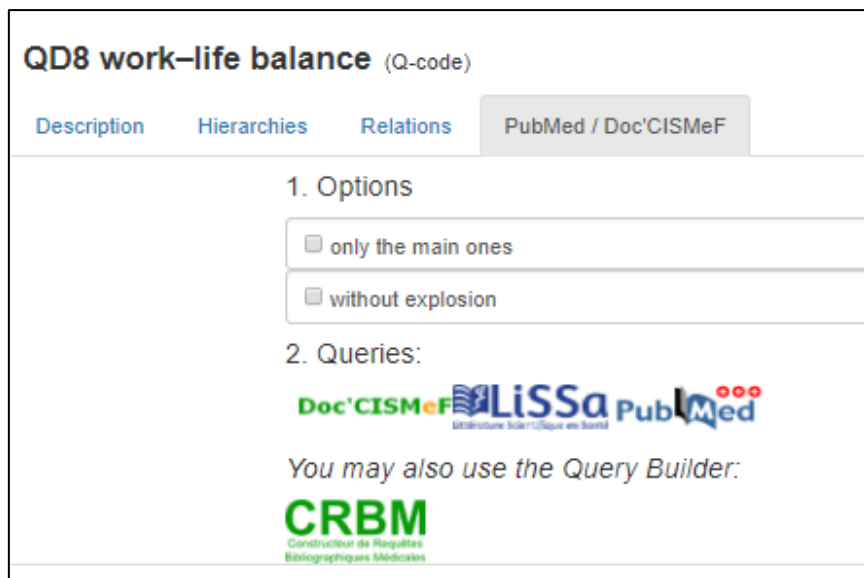 QD8 work–life balance (Q-code)
Description Hierarchies Relations PubMed / Doc'CISMeF
1. Options
only the main ones
without explosion
2. Queries:
Doc'CISMeF LiSSa PubMed
Littérature Scientifique en Santé
You may also use the Query Builder:
CRBM
Constructeur de Requêtes
Bibliographiques Médicales